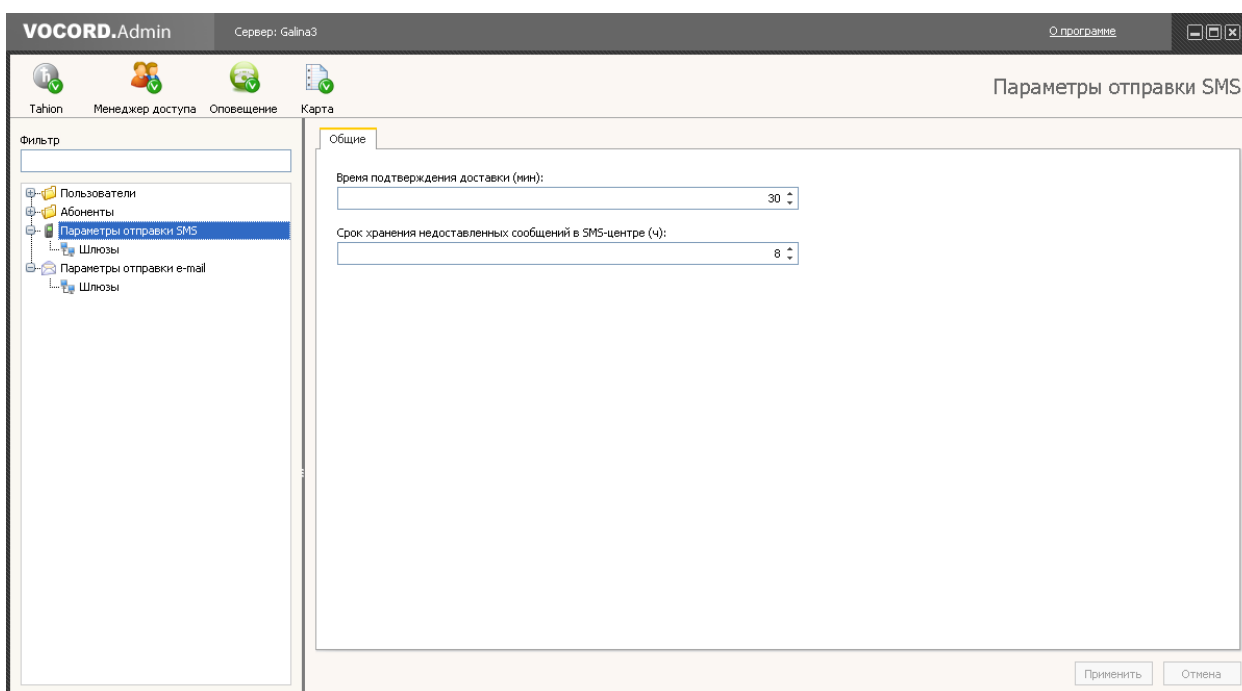 VOCORD.Admin Сервер: Galina3 О программе
Tahion Менеджер доступа Оповещение Карта
Параметры отправки SMS
Фильтр
Пользователи
Абоненты
Параметры отправки SMS
Шлюзы
Параметры отправки e-mail
Шлюзы
Общие
Время подтверждения доставки (мин):
30
Срок хранения недоставленных сообщений в SMS-центре (ч):
8
Применить Отмена